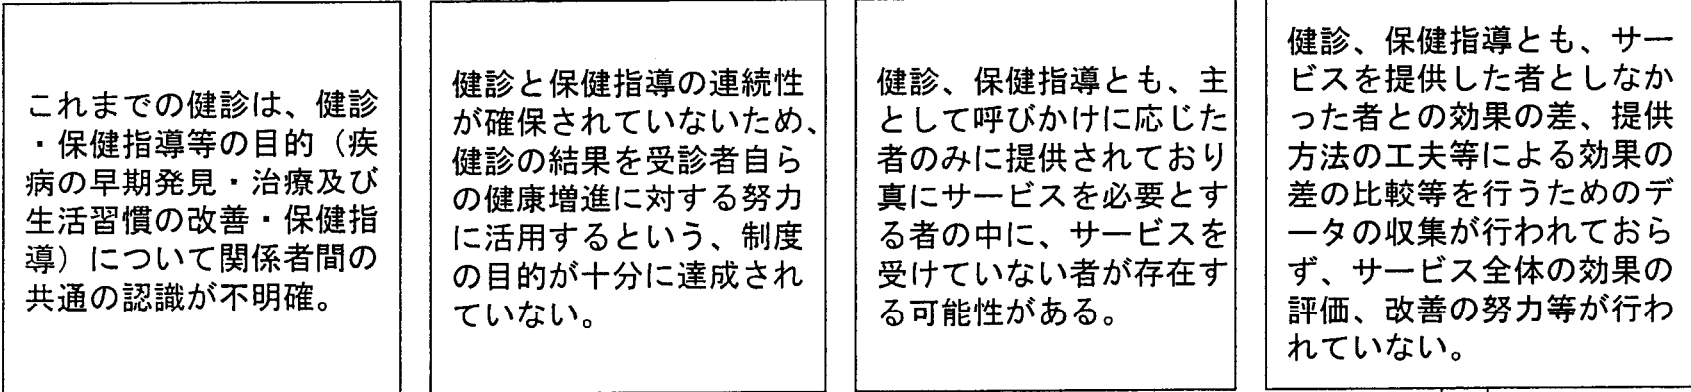 これまでの健診は、健診
・保健指導等の目的（疾
病の早期発見・治療及び
生活習慣の改善・保健指
導）について関係者間の
共通の認識が不明確。
健診と保健指導の連続性
が確保されていないため、
健診の結果を受診者自ら
の健康増進に対する努力
に活用するという、制度
の目的が十分に達成され
ていない。
健診、保健指導とも、主
として呼びかけに応じた
者のみに提供されており
真にサービスを必要とす
る者の中に、サービスを
受けていない者が存在す
る可能性がある。
健診、保健指導とも、サー
ビスを提供した者としなか
った者との効果の差、提供
方法の工夫等による効果の
差の比較等を行うためのデ
ータの収集が行われておら
ず、サービス全体の効果の
評価、改善の努力等が行わ
れていない。